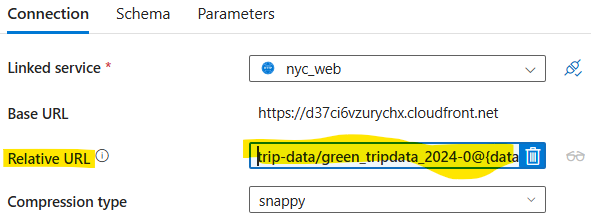 Connection Schema Parameters
Linked service * nyc_web
Base URL https://d37ci6vzurychx.cloudfront.net
Relative URL trip-data/green_tripdata_2024-0@{data
Compression type snappy